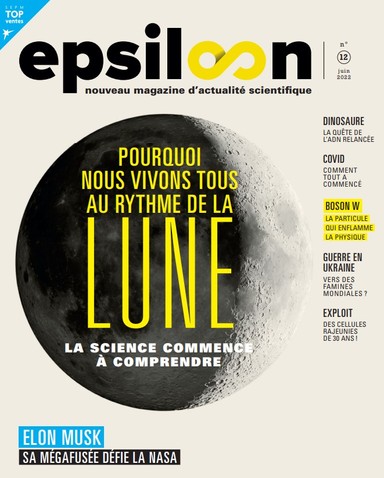 LEFH
TOP
ventes
epsiloon
nouveau magazine d'actualité scientifique
n°
12
juin
2022
POURQUOI
NOUS VIVONS TOUS
AU RYTHME DE LA
LUNE
LA SCIENCE COMMENCE
À COMPRENDRE
DINOSAURE
LA QUÊTE DE
L'ADN RELANCÉE
COVID
COMMENT
TOUT A
COMMENCÉ
BOSON W
LA PARTICULE
QUI ENFLAMME
LA PHYSIQUE
GUERRE EN
UKRAINE
VERS DES
FAMINES
MONDIALES ?
EXPLOIT
DES CELLULES
RAJEUNIES
DE 30 ANS !
ELON MUSK
SA MÉGAFUSÉE DÉFIE LA NASA